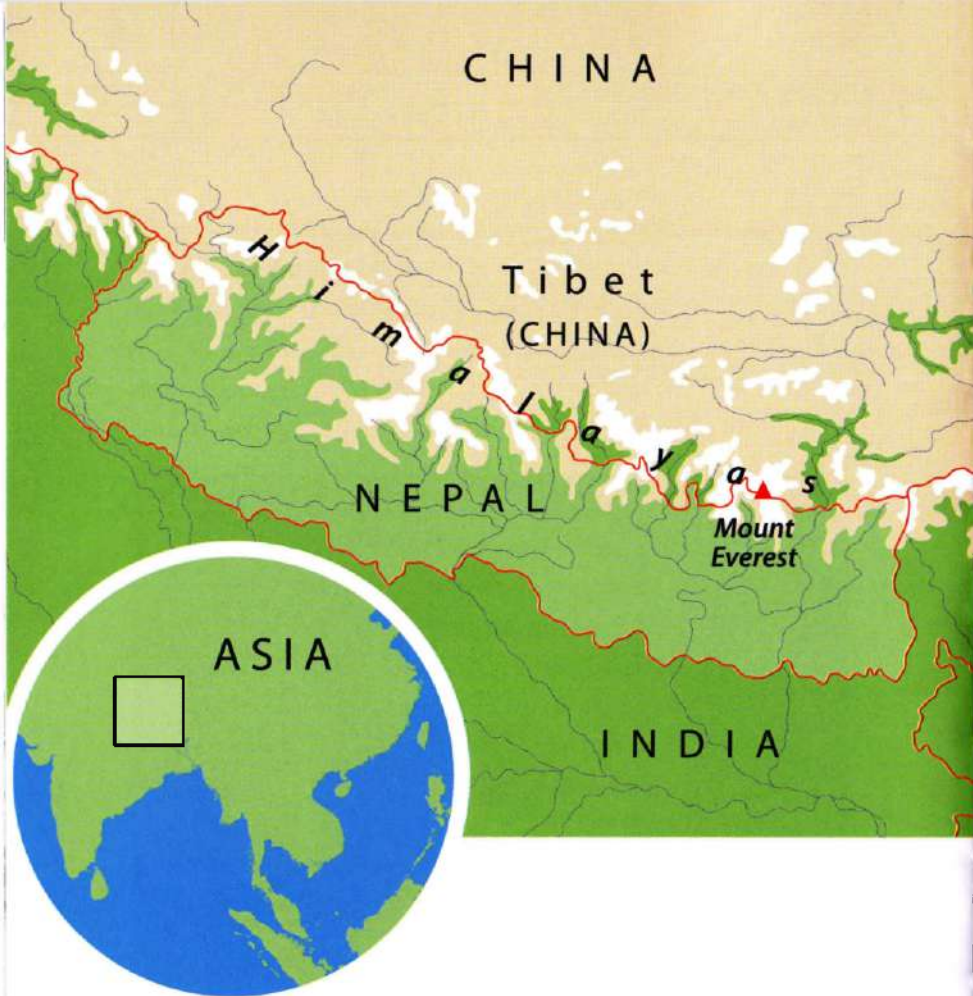 CHINA
Himalayas
Tibet
(CHINA)
NEPAL
Mount
Everest
ASIA
INDIA